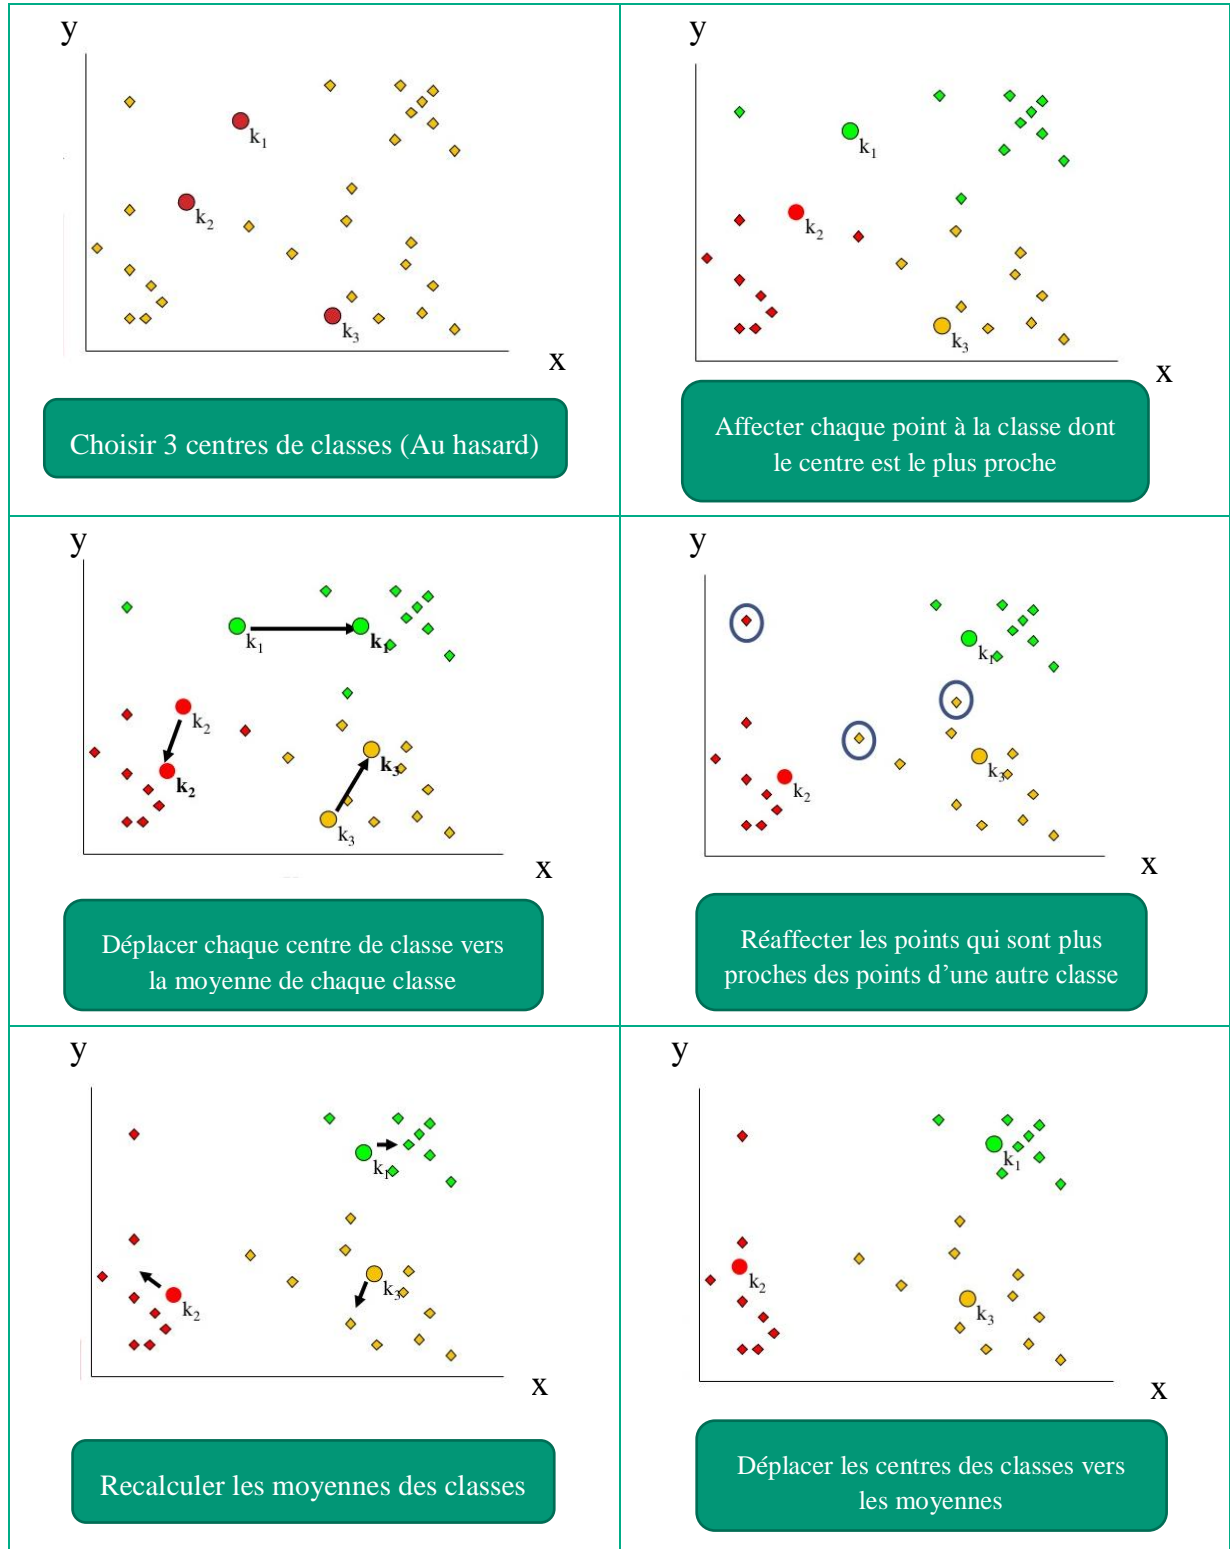 y
k1
k2
k3
x
Choisir 3 centres de classes (Au hasard)
y
k1
k2
k3
x
Affecter chaque point à la classe dont
le centre est le plus proche
y
k1
k1
k2
k2
k3
k3
x
Déplacer chaque centre de classe vers
la moyenne de chaque classe
y
k1
k2
k3
x
Réaffecter les points qui sont plus
proches des points d’une autre classe
y
k1
k2
k3
x
Recalculer les moyennes des classes
y
k1
k2
k3
x
Déplacer les centres des classes vers
les moyennes